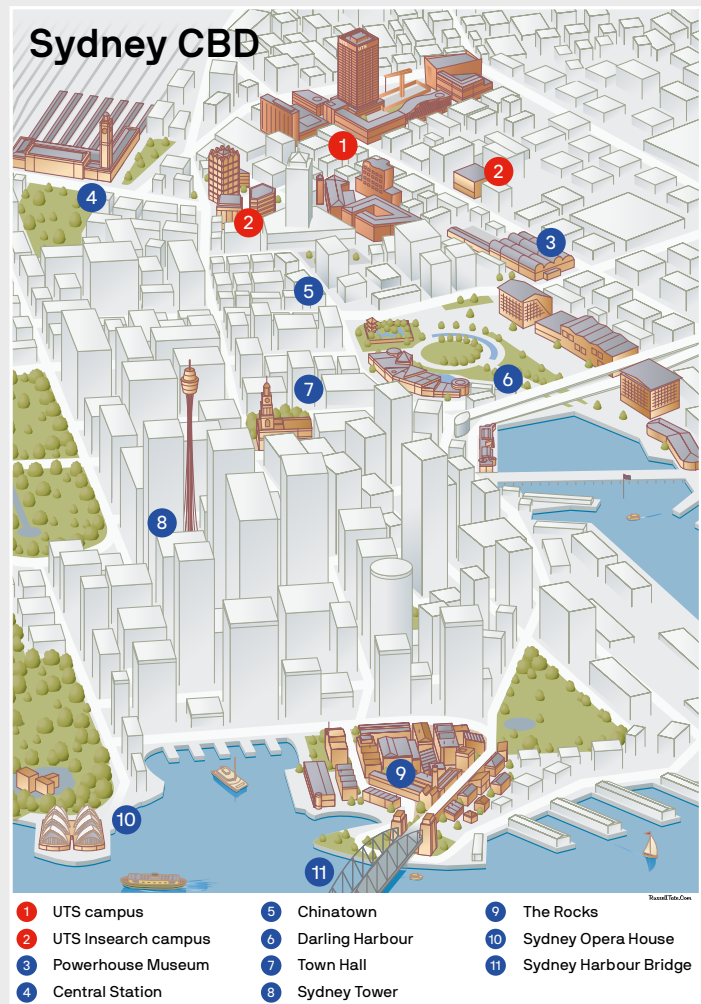 Sydney CBD
1
2
4
2
3
5
6
7
8
9
10
11
RussellTate.Com
1 UTS campus
2 UTS Insearch campus
3 Powerhouse Museum
4 Central Station
5 Chinatown
6 Darling Harbour
7 Town Hall
8 Sydney Tower
9 The Rocks
10 Sydney Opera House
11 Sydney Harbour Bridge